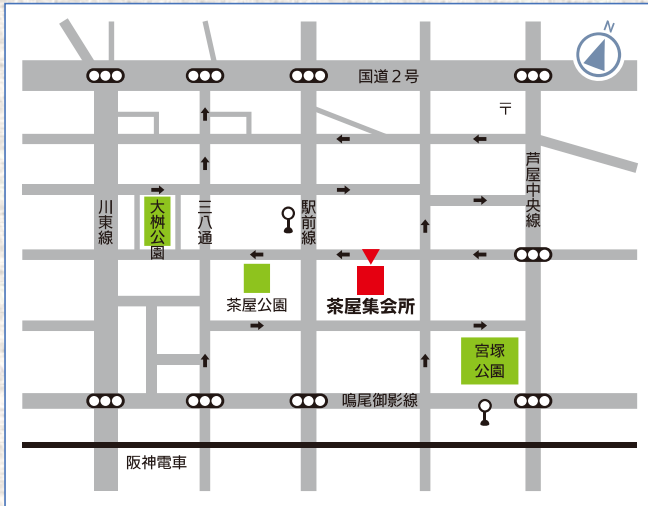 N
国道2号
〒
芦屋中央線
川東線
大桝公園
三八通
駅前線
茶屋公園
茶屋集会所
宮塚
公園
鳴尾御影線
阪神電車